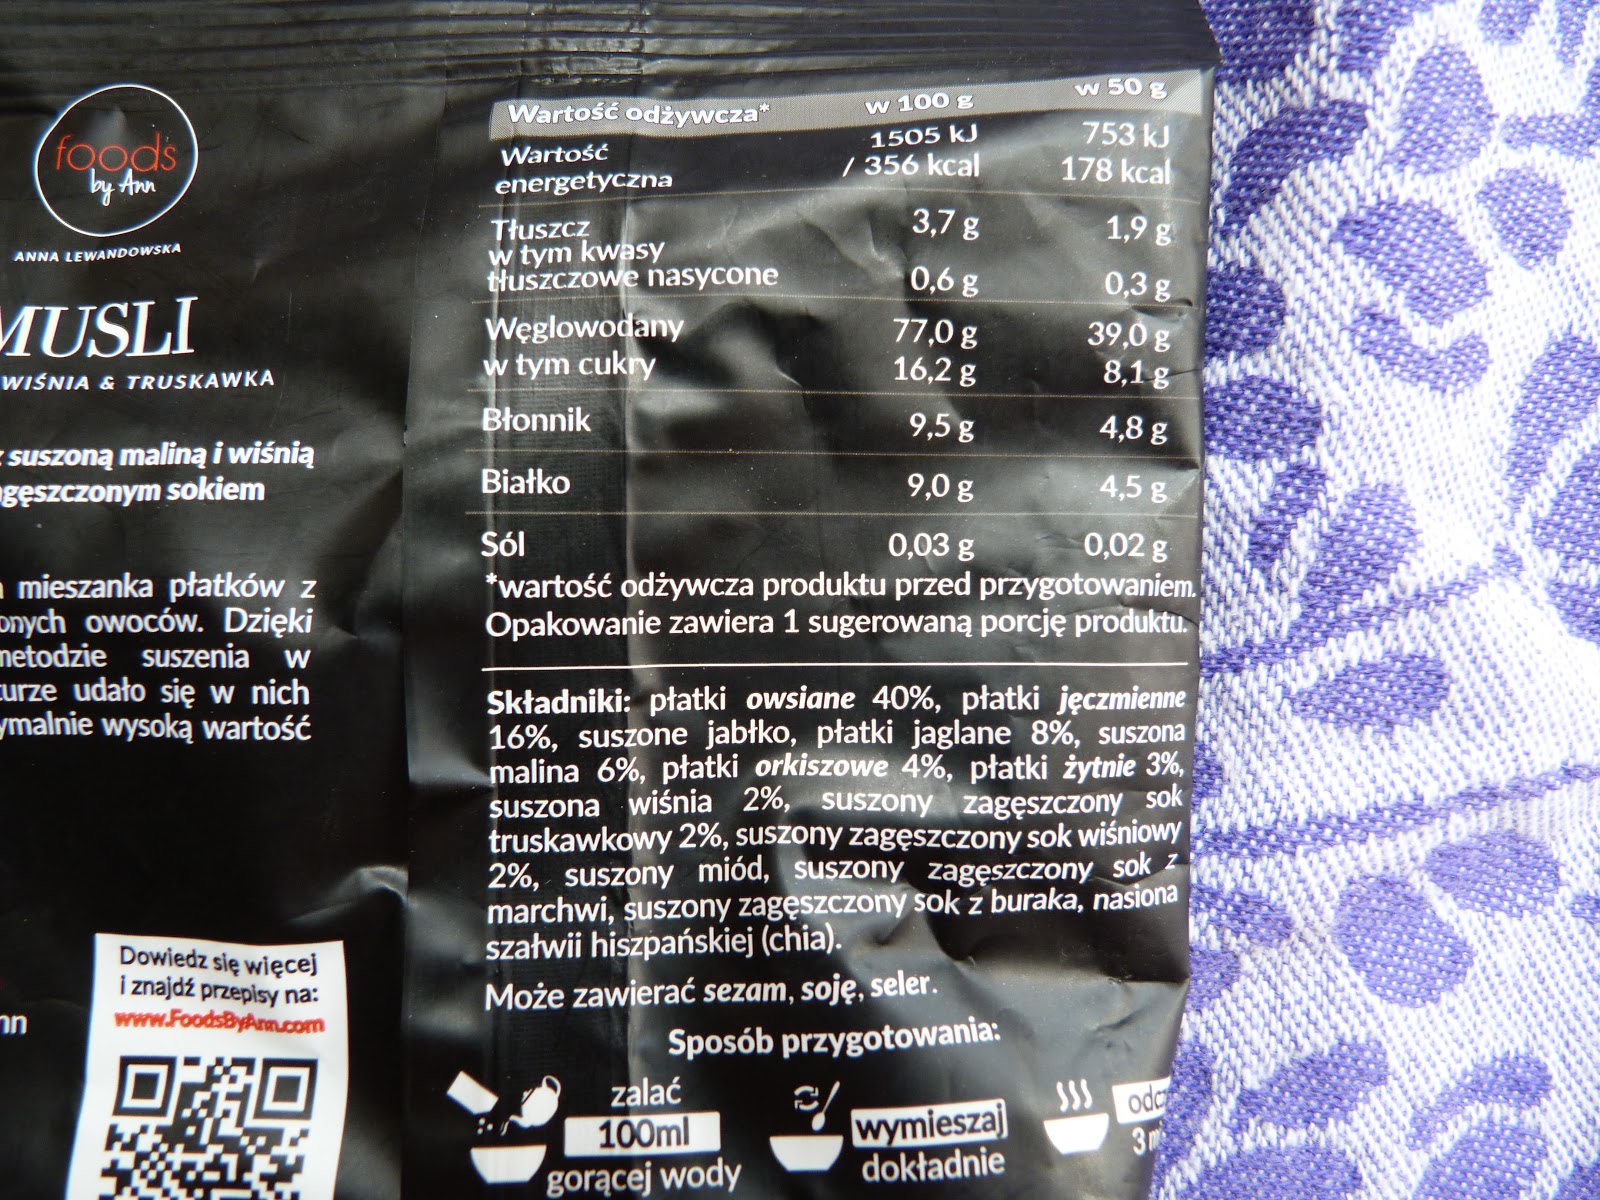 foods
by Ann
ANNA LEWANDOWSKA
MUSLI
WIŚNIA & TRUSKAWKA
z suszoną maliną i wiśnią
sokiem
mieszanka płatków z
owoców. Dzięki
metodzie suszenia w
udało się w nich
wysoką wartość
Dowiedz się więcej
i znajdź przepisy na:
www.FoodsByAnn.com
Wartość odżywcza* w 100 g w 50 g
Wartość 1505 kJ 753 kJ
energetyczna / 356 kcal 178 kcal
Tłuszcz 3,7 g 1,9 g
w tym kwasy
tłuszczowe nasycone 0,6 g 0,3 g
Węglowodany 77,0 g 39,0 g
w tym cukry 16,2 g 8,1 g
Błonnik 9,5 g 4,8 g
Białko 9,0 g 4,5 g
Sól 0,03 g 0,02 g
*wartość odżywcza produktu przed przygotowaniem.
Opakowanie zawiera 1 sugerowaną porcję produktu.
Składniki: płatki owsiane 40%, płatki jęczmienne
16%, suszone jabłko, płatki jaglane 8%, suszona
malina 6%, płatki orkiszowe 4%, płatki żytnie 3%,
suszona wiśnia 2%, suszony zagęszczony sok
truskawkowy 2%, suszony zagęszczony sok wiśniowy
2%, suszony miód, suszony zagęszczony sok z
marchwi, suszony zagęszczony sok z buraka, nasiona
szałwii hiszpańskiej (chia).
Może zawierać sezam, soję, seler.
Sposób przygotowania:
zalać
100ml
gorącej wody
wymieszaj
dokładnie
3